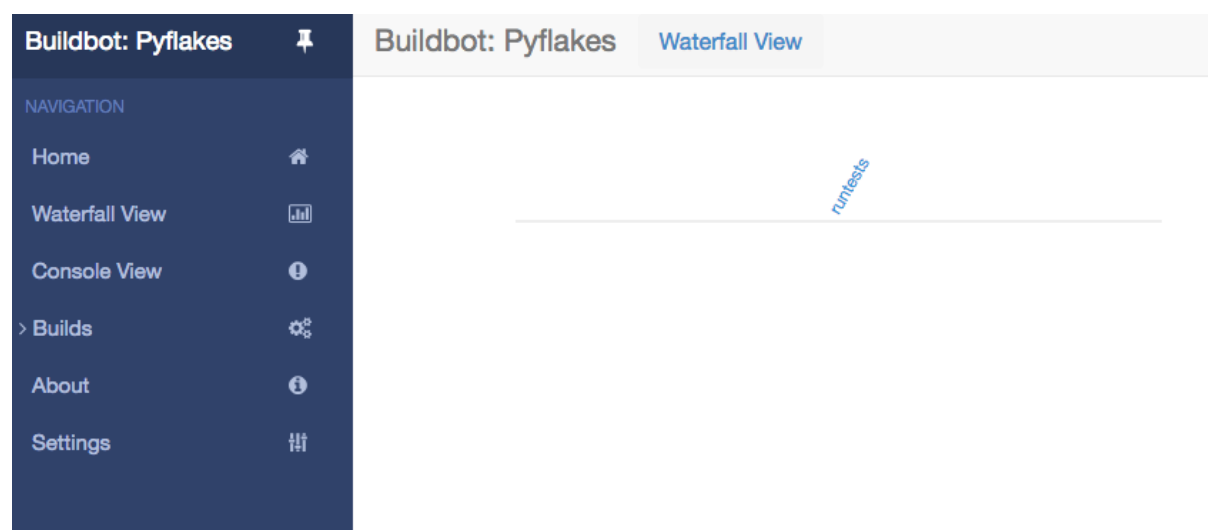 Buildbot: Pyflakes
NAVIGATION
Home
Waterfall View
Console View
Builds
About
Settings
Buildbot: Pyflakes Waterfall View
runtests